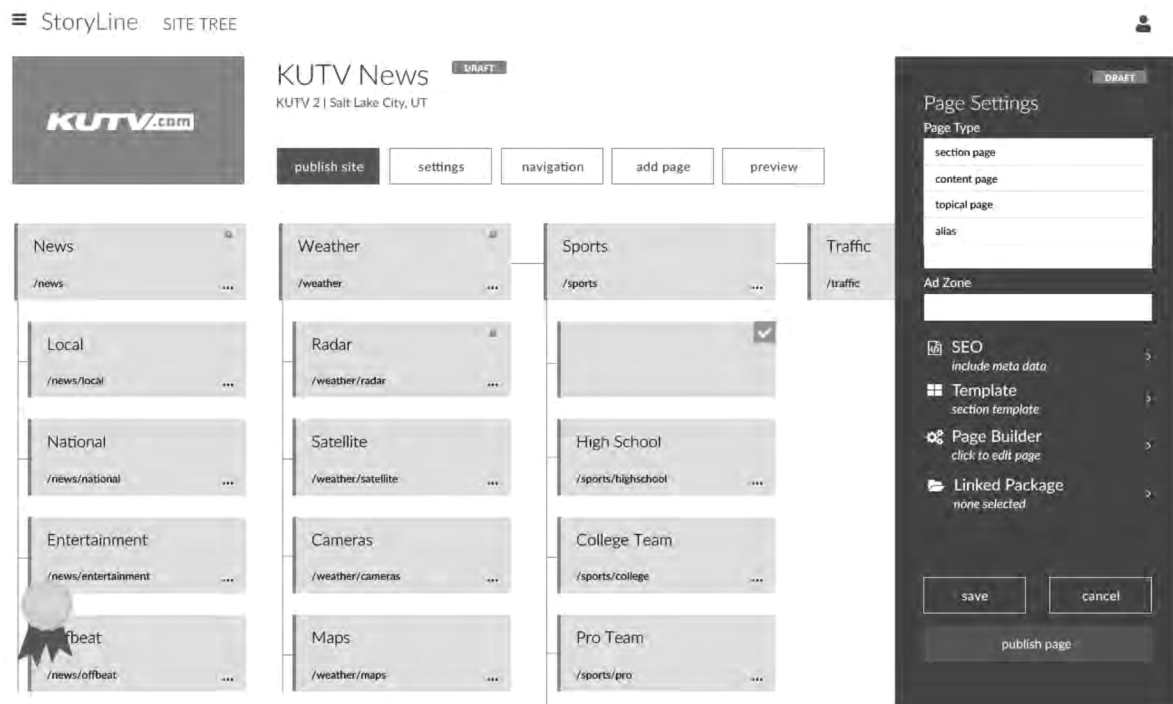 StoryLine SITE TREE
KUTV.com
KUTV News DRAFT
KUTV 2 | Salt Lake City, UT
publish site settings navigation add page preview
News
/news
...
Local
/news/local
...
National
/news/national
...
Entertainment
/news/entertainment
...
fbeat
/news/offbeat
...
Weather
/weather
...
Radar
/weather/radar
...
Satellite
/weather/satellite
...
Cameras
/weather/cameras
...
Maps
/weather/maps
...
Sports
/sports
...
High School
/sports/highschool
...
College Team
/sports/college
...
Pro Team
/sports/pro
...
Traffic
/traffic
DRAFT
Page Settings
Page Type
section page
content page
topical page
alias
Ad Zone
SEO
include meta data
Template
section template
Page Builder
click to edit page
Linked Package
none selected
save cancel
publish page